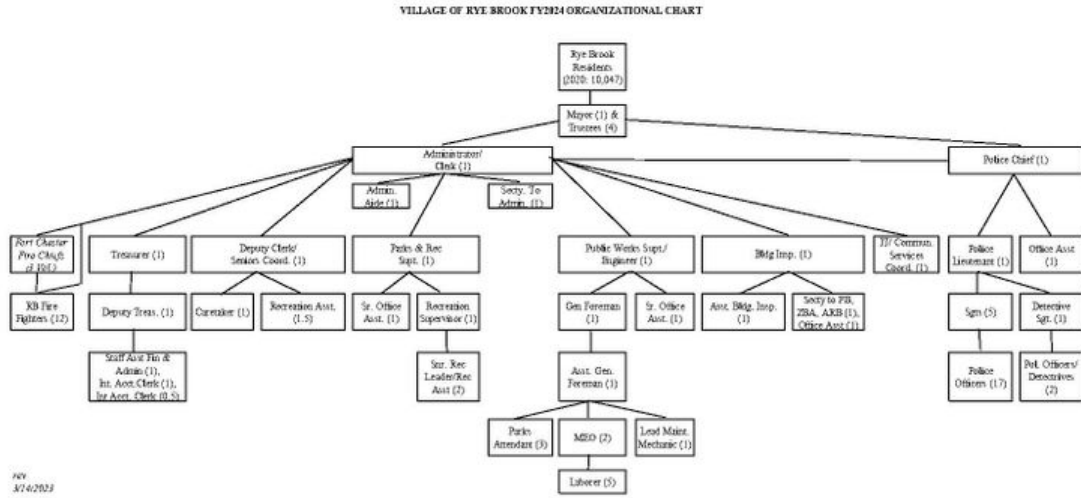 VILLAGE OF RYE BROOK FY2024 ORGANIZATIONAL CHART
Rye Brook
Residents
(2020: 10,047)
Mayor (1) &
Trustees (4)
Administrator/
Clerk (1)
Police Chief (1)
Admin.
Aide (1)
Secty. To
Admin. (1)
Port Chester
Fire Chiefs
Treasurer (1)
Deputy Clerk/
Seniors Coord. (1)
Parks & Rec
Supt. (1)
Public Works Supt./
Engineer (1)
Bldg Insp. (1)
Commun.
Services
Coord. (1)
Police
Lieutenant (1)
Office Asst
(1)
RB Fire
Fighters (12)
Deputy Treas. (1)
Caretaker (1)
Recreation Asst.
(1.5)
Sr. Office
Asst. (1)
Recreation
Supervisor (1)
Gen Foreman
(1)
Sr. Office
Asst. (1)
Asst. Bldg. Insp.
(1)
Secty to PB,
ZBA, ARB (1),
Office Asst (1)
Sgts (5)
Detective
Sgt. (1)
Staff Asst Fin &
Admin (1),
Int. Acct.Clerk (1),
Acct. Clerk (0.5)
Snr. Rec
Leader/Rec
Asst (2)
Asst. Gen.
Foreman (1)
Police
Officers (17)
Pol. Officers/
Detectives
(2)
Parks
Attendant (3)
MEO (2)
Lead Maint.
Mechanic (1)
Laborer (5)
3/14/2023